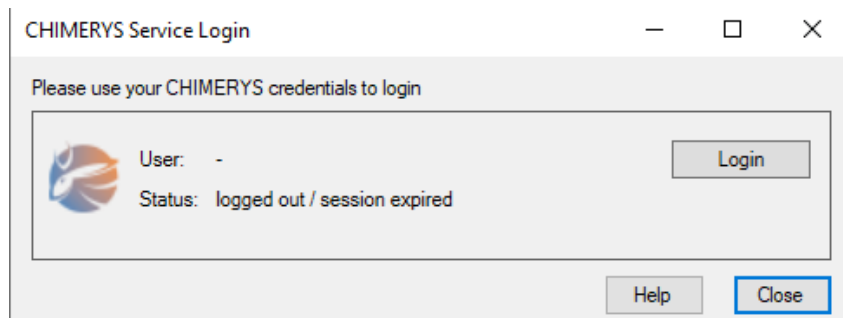 CHIMERYS Service Login
Please use your CHIMERYS credentials to login
User: -
Login
Status: logged out / session expired
Help
Close